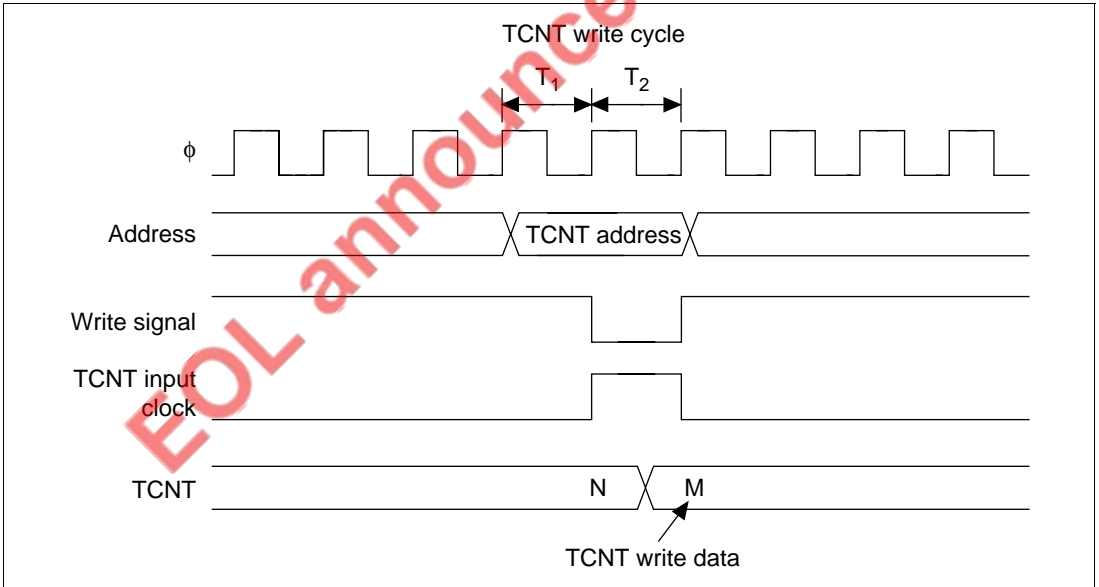 TCNT write cycle
T1 T2
ϕ
Address
TCNT address
Write signal
TCNT input
clock
TCNT
N
M
TCNT write data
EOL announce